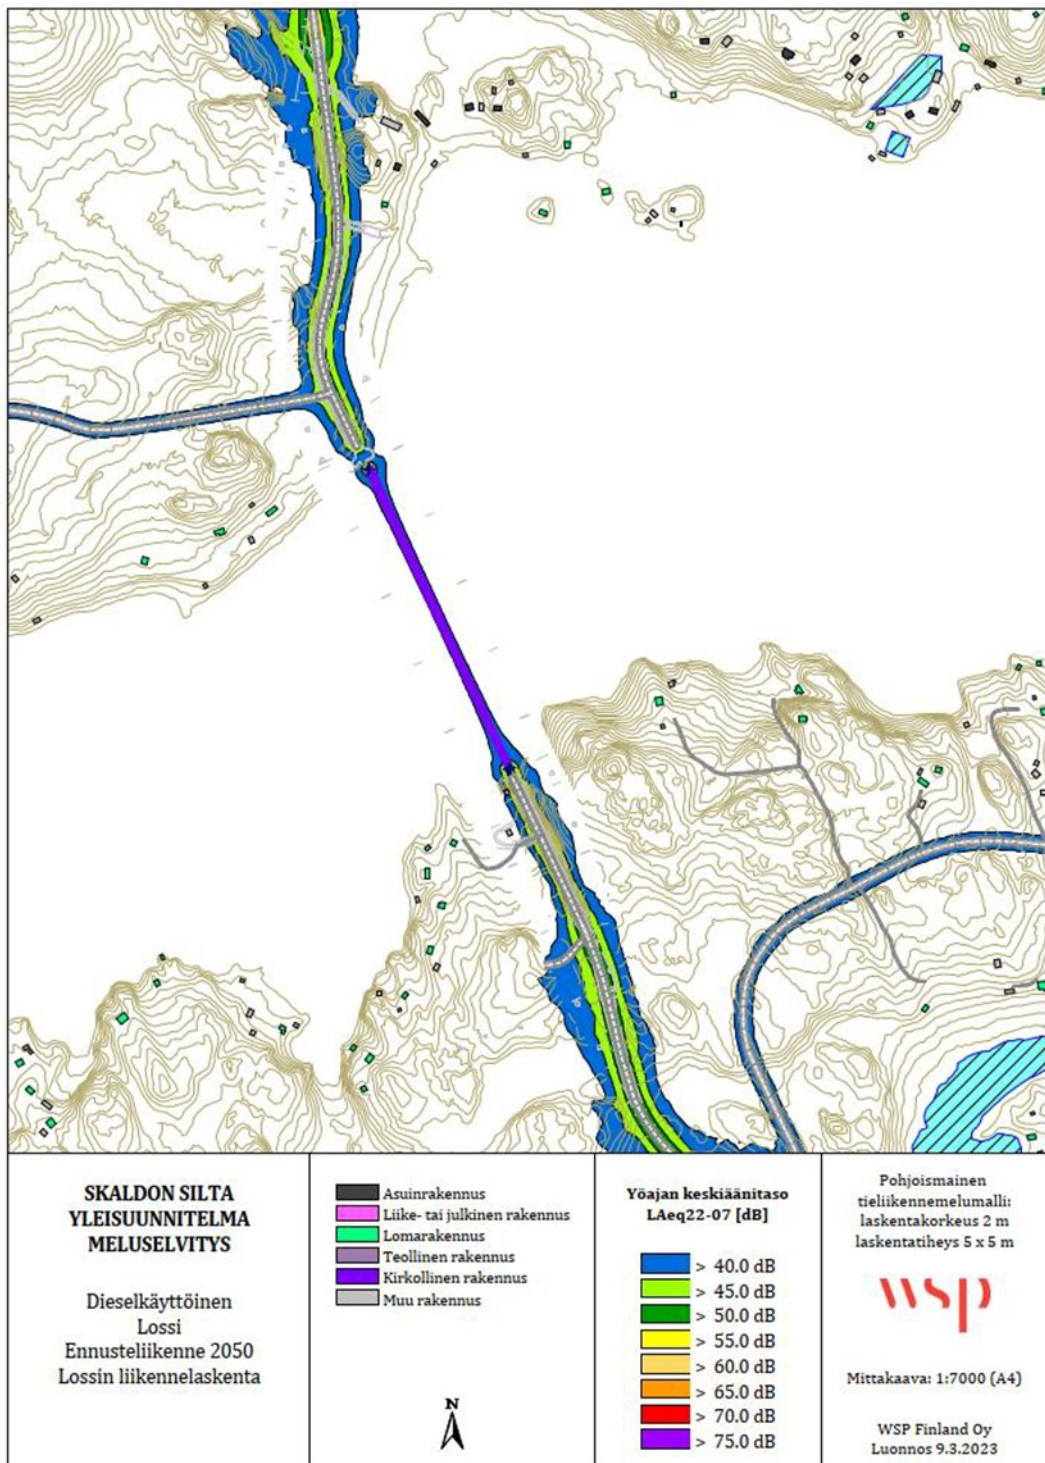 SKALDON SILTA
YLEISUUNNITELMA
MELUSELVITYS
Dieselkäyttöinen
Lossi
Ennusteliikenne 2050
Lossin liikennelaskenta
Asuinrakennus
Liike- tai julkinen rakennus
Lomarakennus
Teollinen rakennus
Kirkollinen rakennus
Muu rakennus
N
Yöajan keskiäänitaso
LAeq22-07 [dB]
> 40.0 dB
> 45.0 dB
> 50.0 dB
> 55.0 dB
> 60.0 dB
> 65.0 dB
> 70.0 dB
> 75.0 dB
Pohjoismainen
tieliikennemelumalli:
laskentakorkeus 2 m
laskentatiheys 5 x 5 m
wsp
Mittakaava: 1:7000 (A4)
WSP Finland Oy
Luonnos 9.3.2023